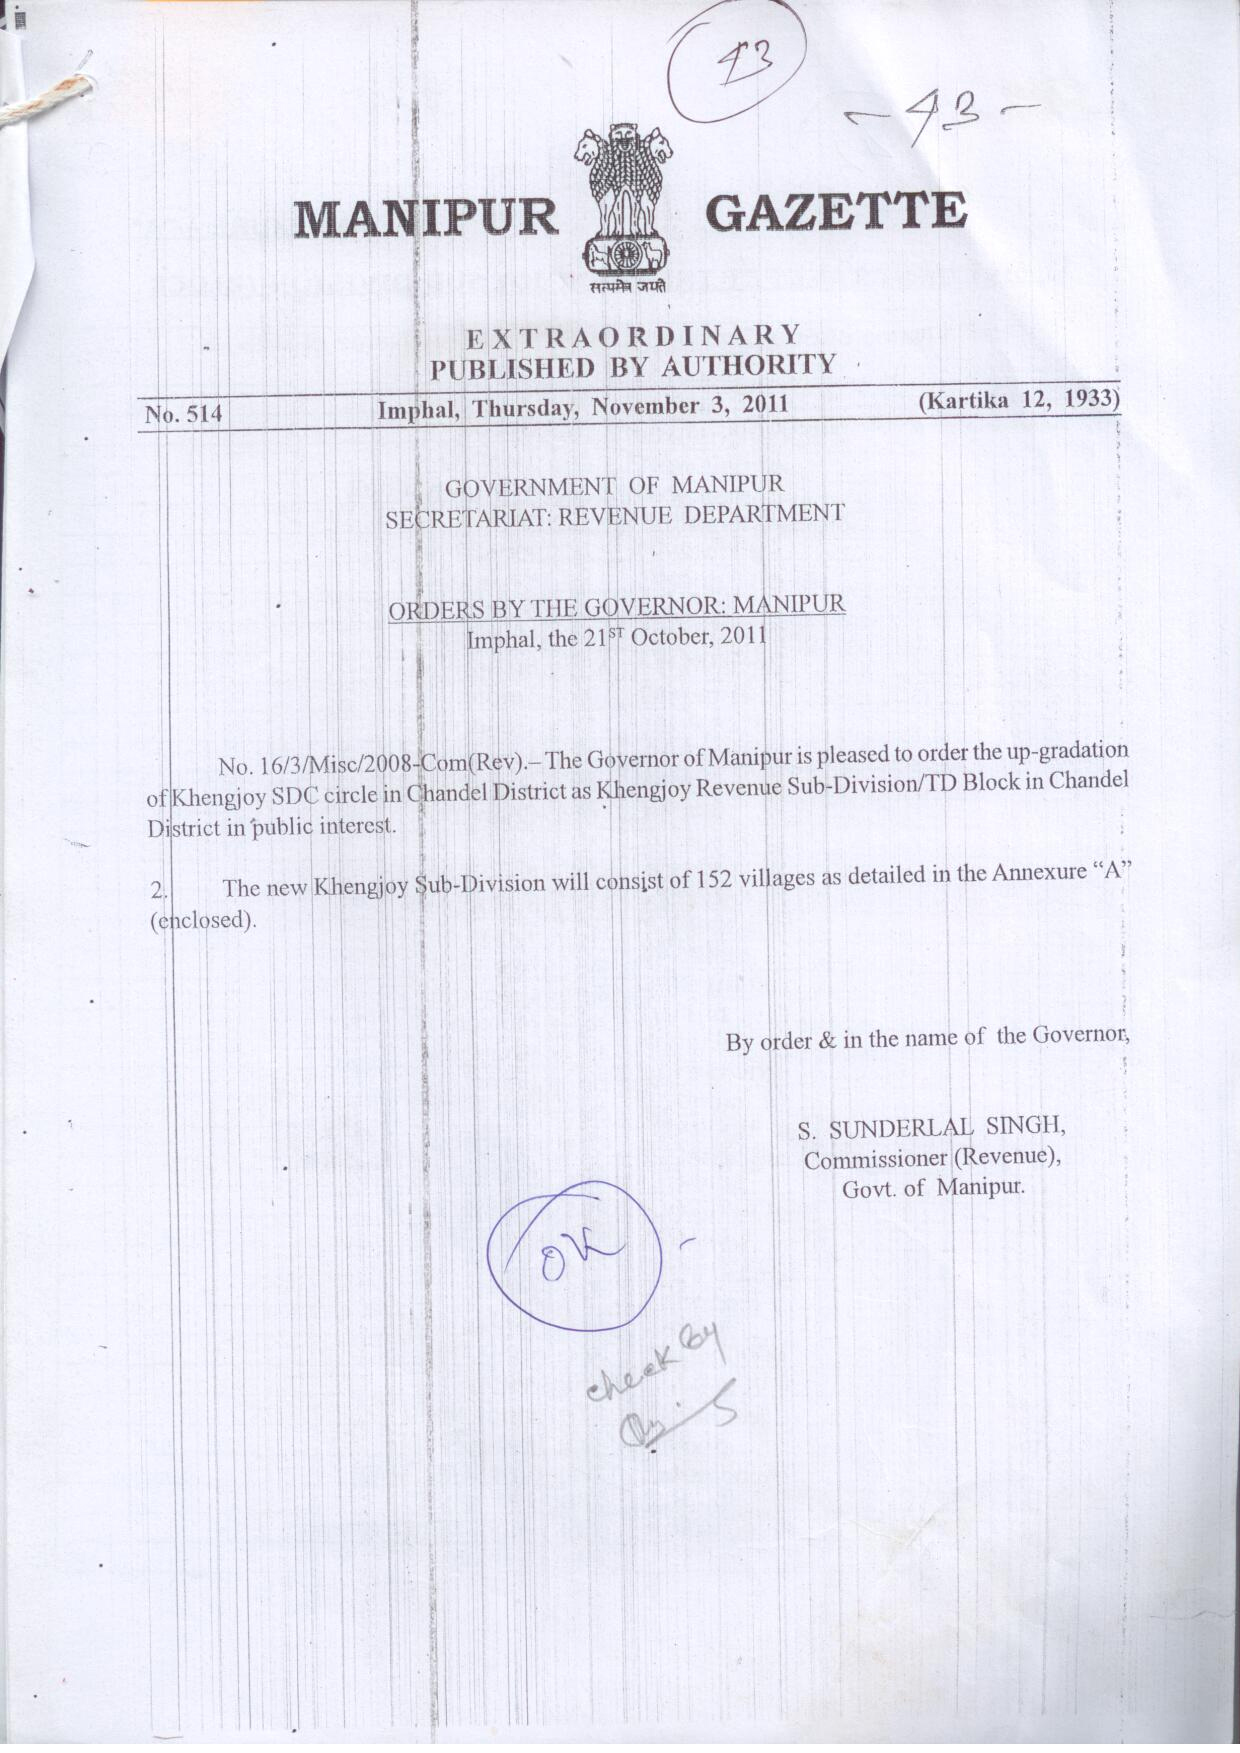 43
- 43 -
MANIPUR GAZETTE
सत्यमेव जयते
EXTRAORDINARY
PUBLISHED BY AUTHORITY
No. 514 Imphal, Thursday, November 3, 2011 (Kartika 12, 1933)
GOVERNMENT OF MANIPUR
SECRETARIAT: REVENUE DEPARTMENT
ORDERS BY THE GOVERNOR: MANIPUR
Imphal, the 21ST October, 2011
No. 16/3/Misc/2008-Com(Rev).– The Governor of Manipur is pleased to order the up-gradation
of Khengjoy SDC circle in Chandel District as Khengjoy Revenue Sub-Division/TD Block in Chandel
District in public interest.
2. The new Khengjoy Sub-Division will consist of 152 villages as detailed in the Annexure “A”
(enclosed).
By order & in the name of the Governor,
S. SUNDERLAL SINGH,
Commissioner (Revenue),
Govt. of Manipur.
OK
check By